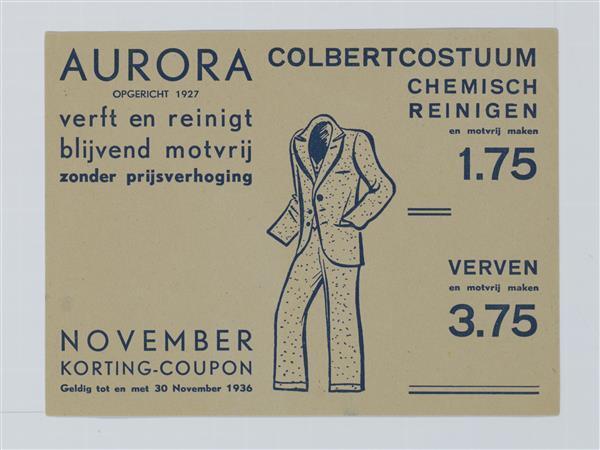 AURORA
OPGERICHT 1927
verft en reinigt
blijvend motvrij
zonder prijsverhoging
NOVEMBER
KORTING-COUPON
Geldig tot en met 30 November 1936
COLBERTCOSTUUM
CHEMISCH
REINIGEN
en motvrij maken
1.75
VERVEN
en motvrij maken
3.75